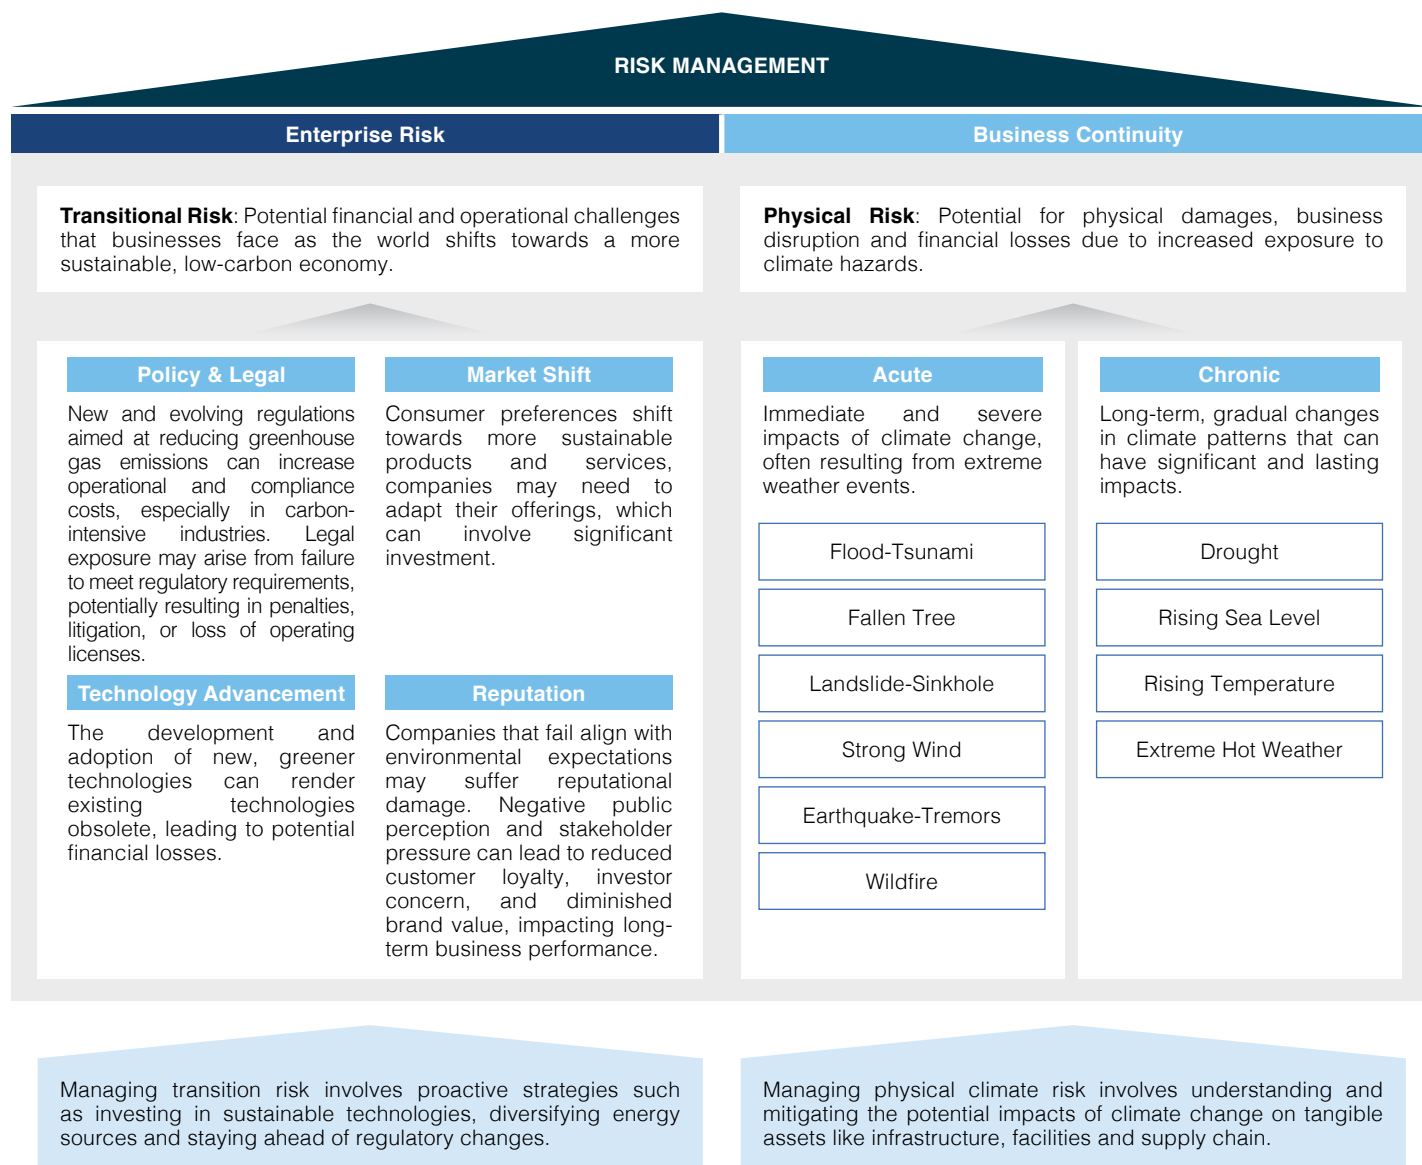 RISK MANAGEMENT
Enterprise Risk
Business Continuity
Transitional Risk: Potential financial and operational challenges
that businesses face as the world shifts towards a more
sustainable, low-carbon economy.
Physical Risk: Potential for physical damages, business
disruption and financial losses due to increased exposure to
climate hazards.
Policy & Legal
New and evolving regulations
aimed at reducing greenhouse
gas emissions can increase
operational and compliance
costs, especially in carbon-
intensive industries. Legal
exposure may arise from failure
to meet regulatory requirements,
potentially resulting in penalties,
litigation, or loss of operating
licenses.
Market Shift
Consumer preferences shift
towards more sustainable
products and services,
companies may need to
adapt their offerings, which
can involve significant
investment.
Technology Advancement
The development and
adoption of new, greener
technologies can render
existing technologies
obsolete, leading to potential
financial losses.
Reputation
Companies that fail align with
environmental expectations
may suffer reputational
damage. Negative public
perception and stakeholder
pressure can lead to reduced
customer loyalty, investor
concern, and diminished
brand value, impacting long-
term business performance.
Acute
Immediate and severe
impacts of climate change,
often resulting from extreme
weather events.
Flood-Tsunami
Fallen Tree
Landslide-Sinkhole
Strong Wind
Earthquake-Tremors
Wildfire
Chronic
Long-term, gradual changes
in climate patterns that can
have significant and lasting
impacts.
Drought
Rising Sea Level
Rising Temperature
Extreme Hot Weather
Managing transition risk involves proactive strategies such
as investing in sustainable technologies, diversifying energy
sources and staying ahead of regulatory changes.
Managing physical climate risk involves understanding and
mitigating the potential impacts of climate change on tangible
assets like infrastructure, facilities and supply chain.